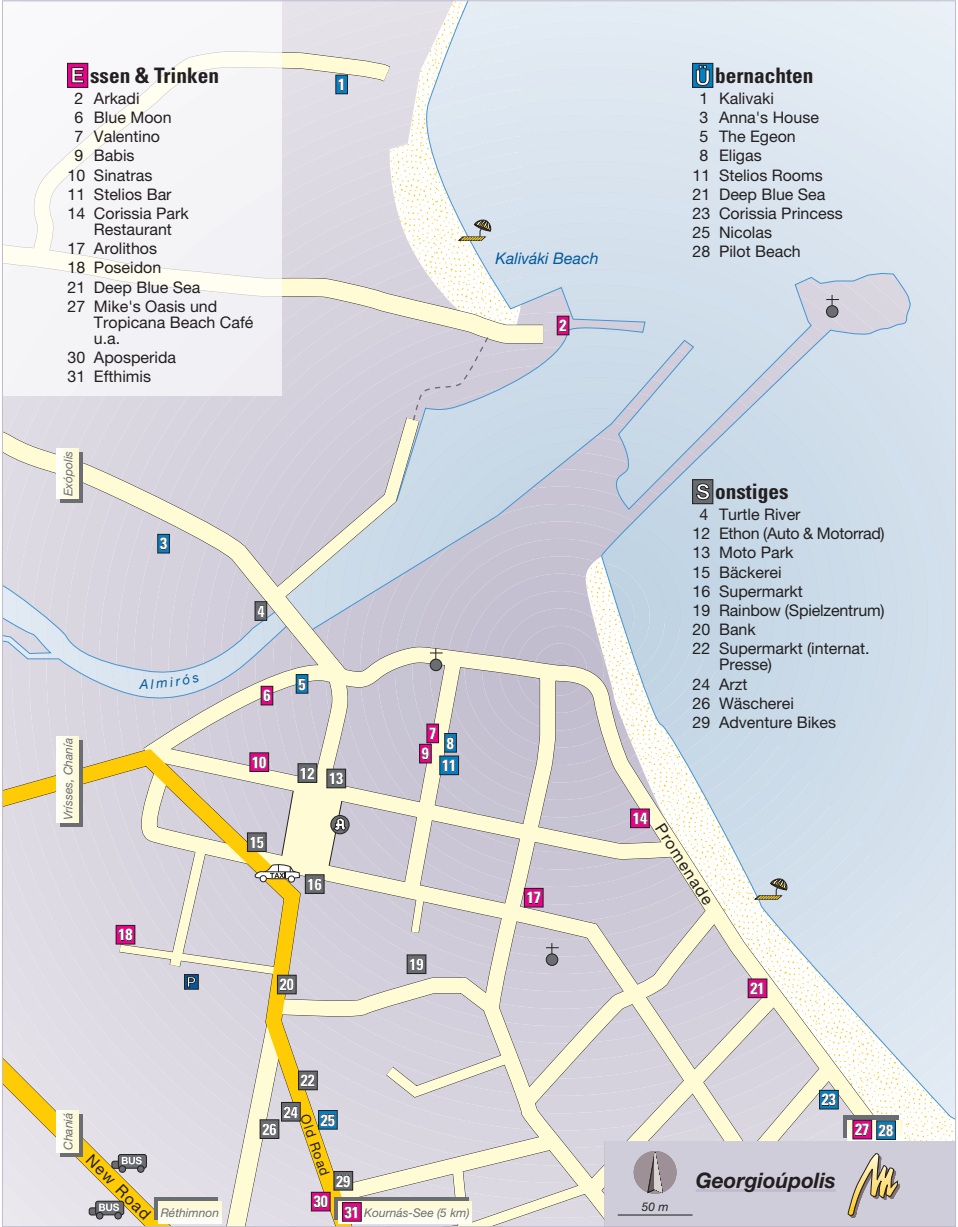 Essen & Trinken
2 Arkadi
6 Blue Moon
7 Valentino
9 Babis
10 Sinatras
11 Stelios Bar
14 Corissia Park
Restaurant
17 Arolithos
18 Poseidon
21 Deep Blue Sea
27 Mike's Oasis und
Tropicana Beach Café
u.a.
30 Aposperida
31 Efthimis
Übernachten
1 Kalivaki
3 Anna's House
5 The Egeon
8 Eligas
11 Stelios Rooms
21 Deep Blue Sea
23 Corissia Princess
25 Nicolas
28 Pilot Beach
Sonstiges
4 Turtle River
12 Ethon (Auto & Motorrad)
13 Moto Park
15 Bäckerei
16 Supermarkt
19 Rainbow (Spielzentrum)
20 Bank
22 Supermarkt (internat.
Presse)
24 Arzt
26 Wäscherei
29 Adventure Bikes
1
Kaliváki Beach
2
Exópolis
3
4
Almirós
5
6
7
8
9
11
10
12
13
Vrísses, Chaniá
14
Promenade
15
TAXI
16
17
18
19
P
20
21
22
23
24
25
26
27
28
Old Road
Chaniá
New Road
BUS
BUS
29
30
Réthimnon
31
Kournás-See (5 km)
50 m
Georgioúpolis